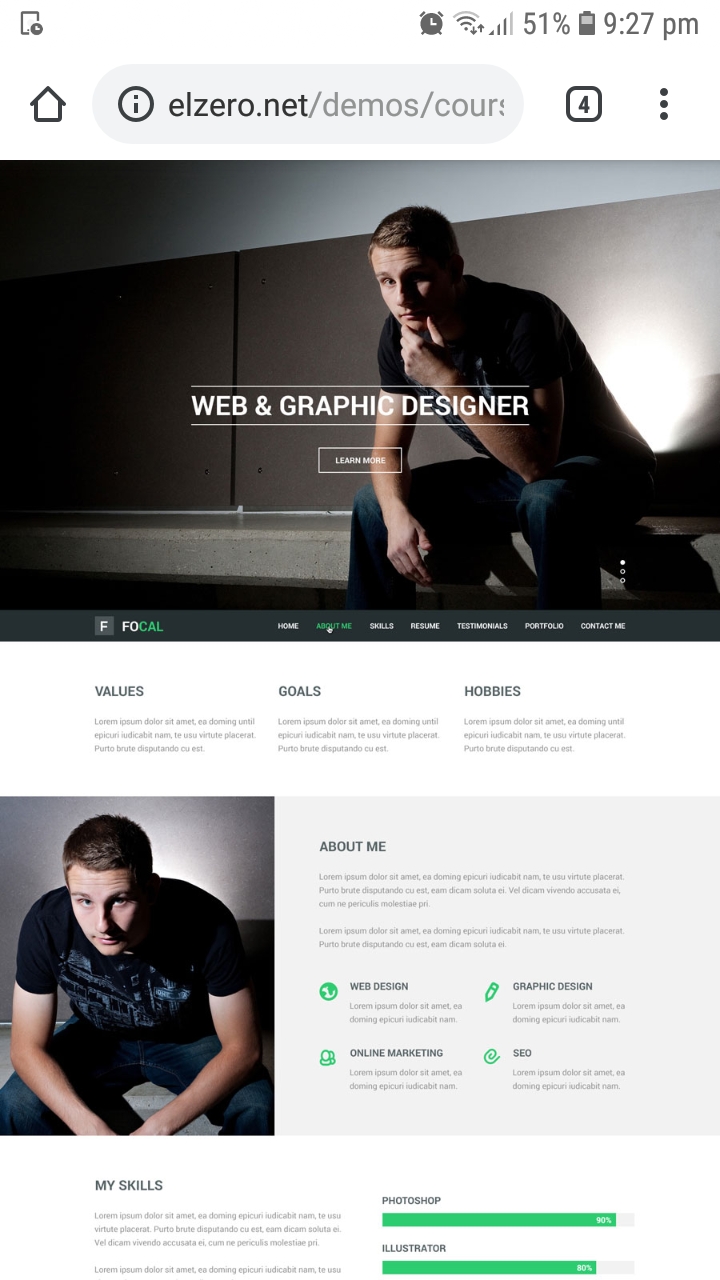 51% 9:27 pm
elzero.net/demos/cours
4
WEB & GRAPHIC DESIGNER
LEARN MORE
F FOCAL HOME ABOUT ME SKILLS RESUME TESTIMONIALS PORTFOLIO CONTACT ME
VALUES
Lorem ipsum dolor sit amet, ea doming until
epicuri iudicabit nam, te usu virtute placerat.
Purto brute disputando cu est.
GOALS
Lorem ipsum dolor sit amet, ea doming until
epicuri iudicabit nam, te usu virtute placerat.
Purto brute disputando cu est.
HOBBIES
Lorem ipsum dolor sit amet, ea doming until
epicuri iudicabit nam, te usu virtute placerat.
Purto brute disputando cu est.
ABOUT ME
Lorem ipsum dolor sit amet, ea doming epicuri iudicabit nam, te usu virtute placerat.
Purto brute disputando cu est, eam dicam soluta ei. Vel dicam vivendo accusata ei,
cum ne periculis molestiae pri.
Lorem ipsum dolor sit amet, ea doming epicuri iudicabit nam, te usu virtute placerat.
Purto brute disputando cu est, eam dicam soluta ei.
WEB DESIGN
Lorem ipsum dolor sit amet, ea
doming epicuri iudicabit nam.
GRAPHIC DESIGN
Lorem ipsum dolor sit amet, ea
doming epicuri iudicabit nam.
ONLINE MARKETING
Lorem ipsum dolor sit amet, ea
doming epicuri iudicabit nam.
SEO
Lorem ipsum dolor sit amet, ea
doming epicuri iudicabit nam.
MY SKILLS
Lorem ipsum dolor sit amet, ea doming epicuri iudicabit nam, te usu
virtute placerat. Purto brute disputando cu est, eam dicam soluta ei.
Vel dicam vivendo accusata ei, cum ne periculis molestiae pri.
Lorem ipsum dolor sit amet, ea doming epicuri iudicabit nam, te usu
PHOTOSHOP
90%
ILLUSTRATOR
80%